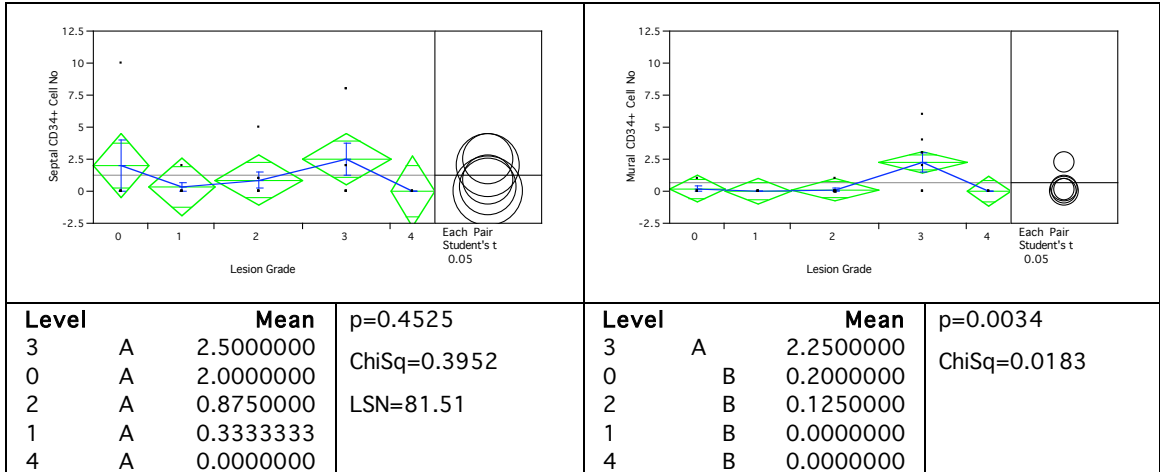 12.5
10
7.5
5
2.5
0
-2.5
Septal CD34+ Cell No
0 1 2 3 4
Lesion Grade
Each Pair
Student's t
0.05
12.5
10
7.5
5
2.5
0
-2.5
Mural CD34+ Cell No
0 1 2 3 4
Lesion Grade
Each Pair
Student's t
0.05
Level Mean
3 A 2.5000000
0 A 2.0000000
2 A 0.8750000
1 A 0.3333333
4 A 0.0000000
p=0.4525
ChiSq=0.3952
LSN=81.51
Level Mean
3 A 2.2500000
0 B 0.2000000
2 B 0.1250000
1 B 0.0000000
4 B 0.0000000
p=0.0034
ChiSq=0.0183